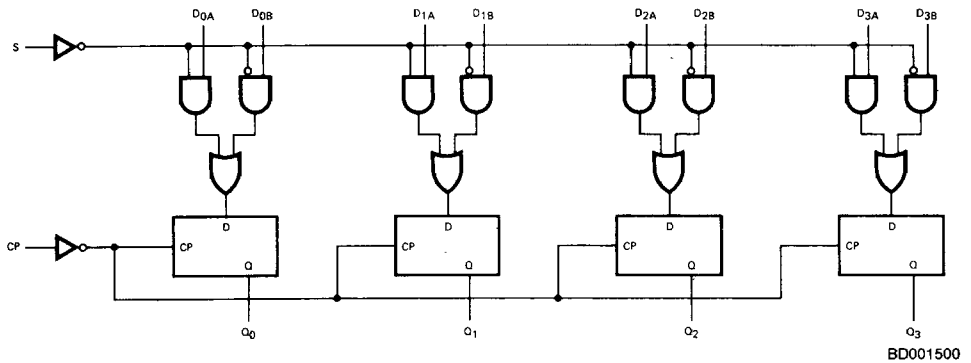 D0A D0B D1A D1B D2A D2B D3A D3B
S
D D D D
CP CP CP CP CP
Q Q Q Q
Q0 Q1 Q2 Q3
BD001500